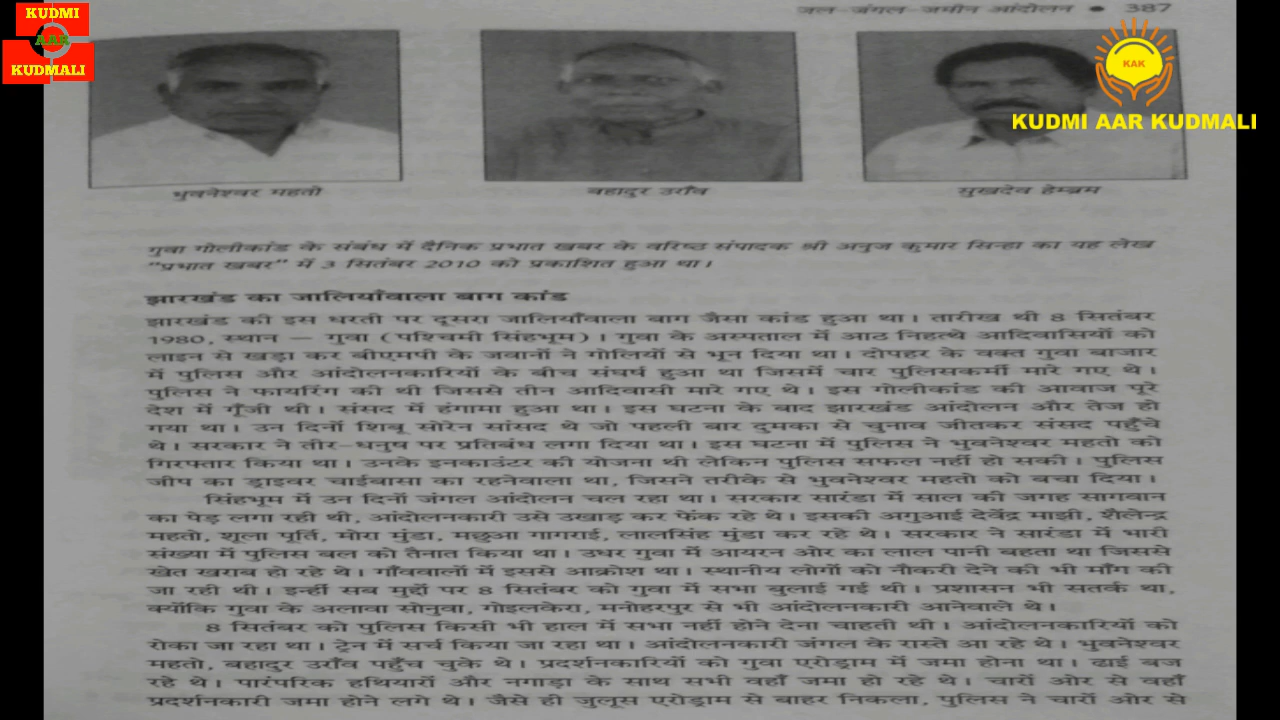 KUDMI
AAR
KUDMALI
जल-जंगल-जमीन आंदोलन ● 387
KAK
KUDMI AAR KUDMALI
भुवनेश्वर महतो
बहादुर उराँव
सुखदेव हेम्ब्रम
गुवा गोलीकांड के संबंध में दैनिक प्रभात खबर के वरिष्ठ संपादक श्री अनुज कुमार सिन्हा का यह लेख
"प्रभात खबर" में 3 सितंबर 2010 को प्रकाशित हुआ था।
झारखंड का जालियाँवाला बाग कांड
झारखंड की इस धरती पर दूसरा जालियाँवाला बाग जैसा कांड हुआ था। तारीख थी 8 सितंबर
1980, स्थान — गुवा (पश्चिमी सिंहभूम)। गुवा के अस्पताल में आठ निहत्थे आदिवासियों को
लाइन से खड़ा कर बीएमपी के जवानों ने गोलियों से भून दिया था। दोपहर के वक्त गुवा बाजार
में पुलिस और आंदोलनकारियों के बीच संघर्ष हुआ था जिसमें चार पुलिसकर्मी मारे गए थे।
पुलिस ने फायरिंग की थी जिससे तीन आदिवासी मारे गए थे। इस गोलीकांड की आवाज पूरे
देश में गूँजी थी। संसद में हंगामा हुआ था। इस घटना के बाद झारखंड आंदोलन और तेज हो
गया था। उन दिनों शिबू सोरेन सांसद थे जो पहली बार दुमका से चुनाव जीतकर संसद पहुँचे
थे। सरकार ने तीर-धनुष पर प्रतिबंध लगा दिया था। इस घटना में पुलिस ने भुवनेश्वर महतो को
गिरफ्तार किया था। उनके इनकाउंटर की योजना थी लेकिन पुलिस सफल नहीं हो सकी। पुलिस
जीप का ड्राइवर चाईबासा का रहनेवाला था, जिसने तरीके से भुवनेश्वर महतो को बचा दिया।
सिंहभूम में उन दिनों जंगल आंदोलन चल रहा था। सरकार सारंडा में साल की जगह सागवान
का पेड़ लगा रही थी, आंदोलनकारी उसे उखाड़ कर फेंक रहे थे। इसकी अगुआई देवेंद्र माझी, शैलेन्द्र
महतो, शूला पूर्ति, मोरा मुंडा, मछुआ गागराई, लालसिंह मुंडा कर रहे थे। सरकार ने सारंडा में भारी
संख्या में पुलिस बल को तैनात किया था। उधर गुवा में आयरन ओर का लाल पानी बहता था जिससे
खेत खराब हो रहे थे। गाँववालों में इससे आक्रोश था। स्थानीय लोगों को नौकरी देने की भी माँग की
जा रही थी। इन्हीं सब मुद्दों पर 8 सितंबर को गुवा में सभा बुलाई गई थी। प्रशासन भी सतर्क था,
क्योंकि गुवा के अलावा सोनुवा, गोइलकेरा, मनोहरपुर से भी आंदोलनकारी आनेवाले थे।
8 सितंबर को पुलिस किसी भी हाल में सभा नहीं होने देना चाहती थी। आंदोलनकारियों को
रोका जा रहा था। ट्रेन में सर्च किया जा रहा था। आंदोलनकारी जंगल के रास्ते आ रहे थे। भुवनेश्वर
महतो, बहादुर उराँव पहुँच चुके थे। प्रदर्शनकारियों को गुवा एरोड्राम में जमा होना था। ढाई बज
रहे थे। पारंपरिक हथियारों और नगाड़ा के साथ सभी वहाँ जमा हो रहे थे। चारों ओर से वहाँ
प्रदर्शनकारी जमा होने लगे थे। जैसे ही जुलूस एरोड्राम से बाहर निकला, पुलिस ने चारों ओर से